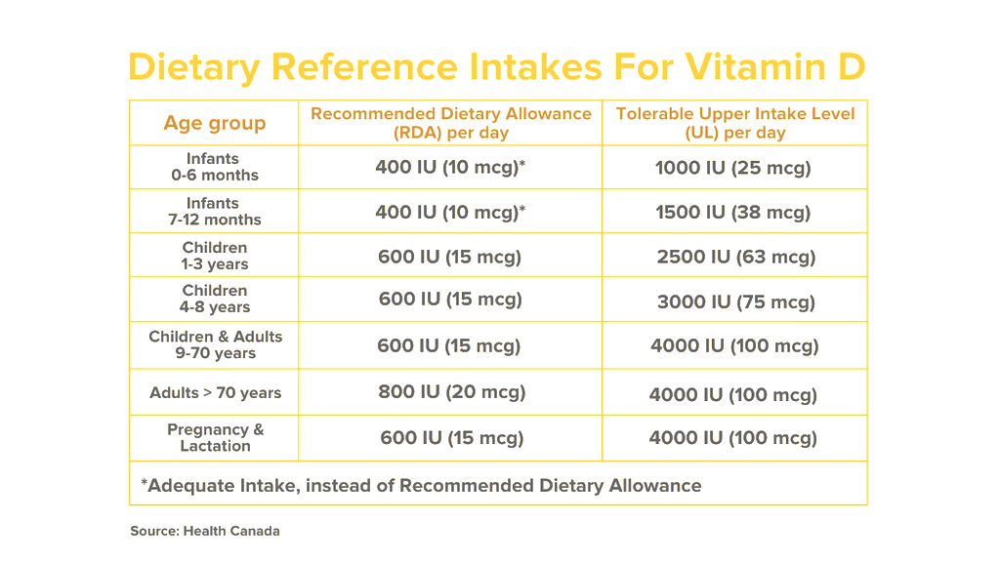 Dietary Reference Intakes For Vitamin D
Age group
Recommended Dietary Allowance
(RDA) per day
Tolerable Upper Intake Level
(UL) per day
Infants
0-6 months
400 IU (10 mcg)*
1000 IU (25 mcg)
Infants
7-12 months
400 IU (10 mcg)*
1500 IU (38 mcg)
Children
1-3 years
600 IU (15 mcg)
2500 IU (63 mcg)
Children
4-8 years
600 IU (15 mcg)
3000 IU (75 mcg)
Children & Adults
9-70 years
600 IU (15 mcg)
4000 IU (100 mcg)
Adults > 70 years
800 IU (20 mcg)
4000 IU (100 mcg)
Pregnancy &
Lactation
600 IU (15 mcg)
4000 IU (100 mcg)
*Adequate Intake, instead of Recommended Dietary Allowance
Source: Health Canada